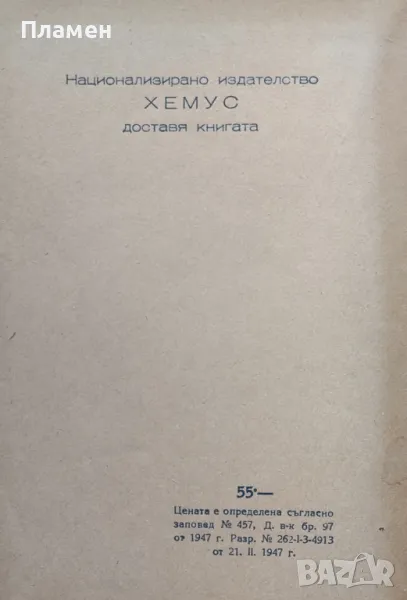 Пламен
Национализирано издателство
ХЕМУС
доставя книгата
55·—
Цената е определена съгласно
заповед № 457, Д. в-к бр. 97
от 1947 г. Разр. № 262-I-3-4913
от 21. II. 1947 г.
BAZAR